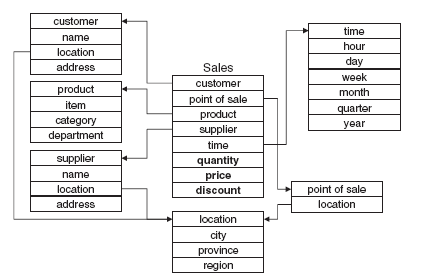 customer
name
location
address
product
item
category
department
supplier
name
location
address
Sales
customer
point of sale
product
supplier
time
quantity
price
discount
location
city
province
region
time
hour
day
week
month
quarter
year
point of sale
location